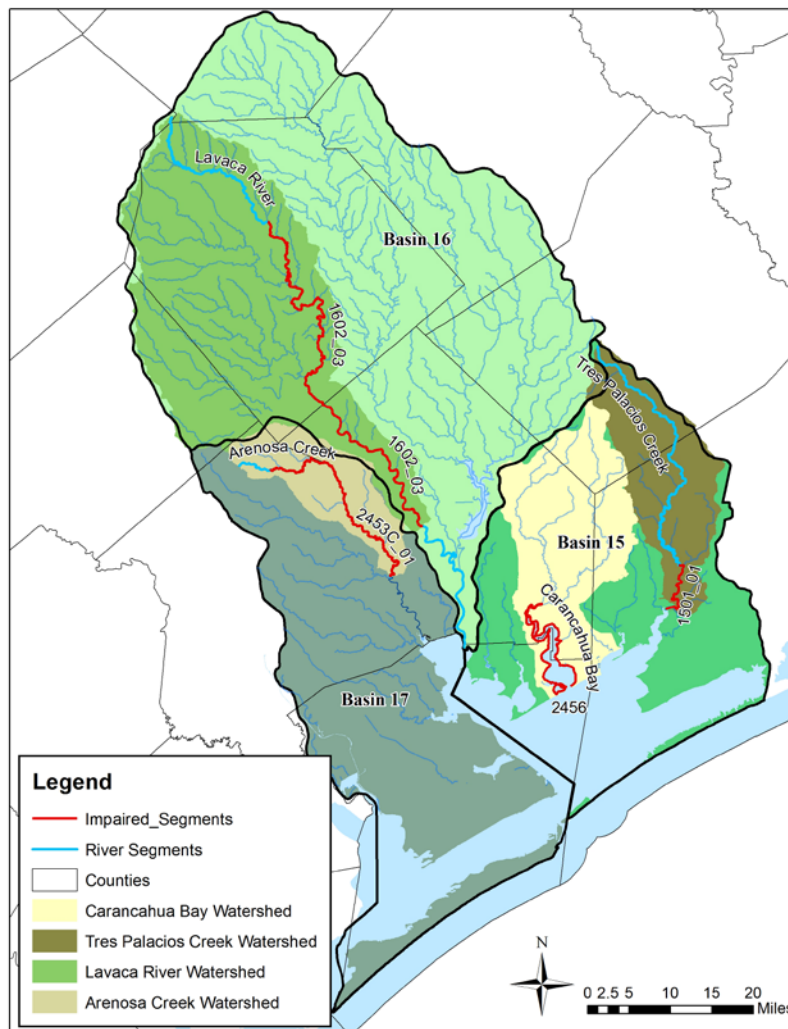 Lavaca River
Basin 16
1602_03
Tres Palacios Creek
Arenosa Creek
1602_03
2453C_01
Basin 15
1501_01
Carancahua Bay
2456
Basin 17
Legend
Impaired_Segments
River Segments
Counties
Carancahua Bay Watershed
Tres Palacios Creek Watershed
Lavaca River Watershed
Arenosa Creek Watershed
N
0 2.5 5 10 15 20
Miles